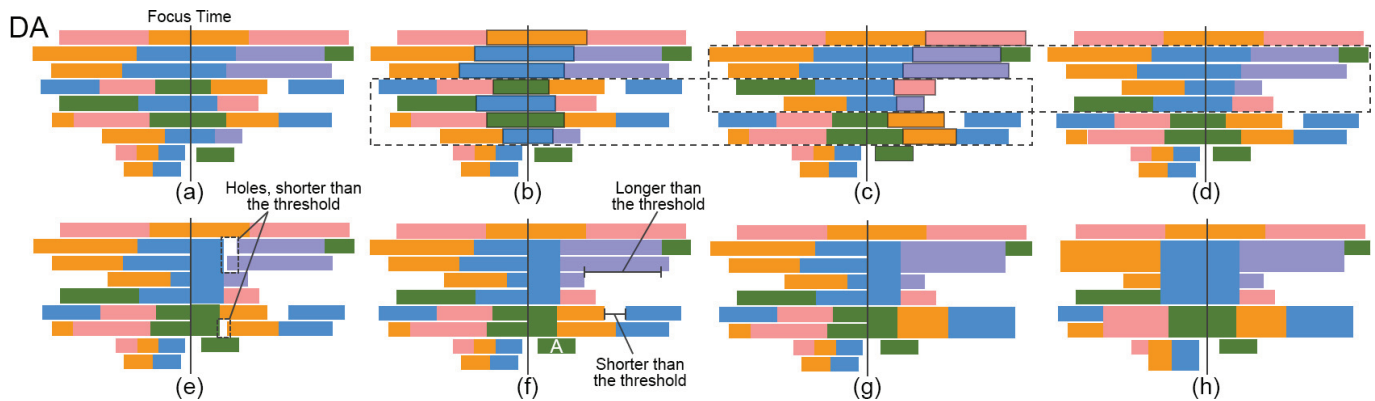 DA
Focus Time
(a)
(b)
(c)
(d)
Holes, shorter than
the threshold
Longer than
the threshold
A
Shorter than
the threshold
(e)
(f)
(g)
(h)